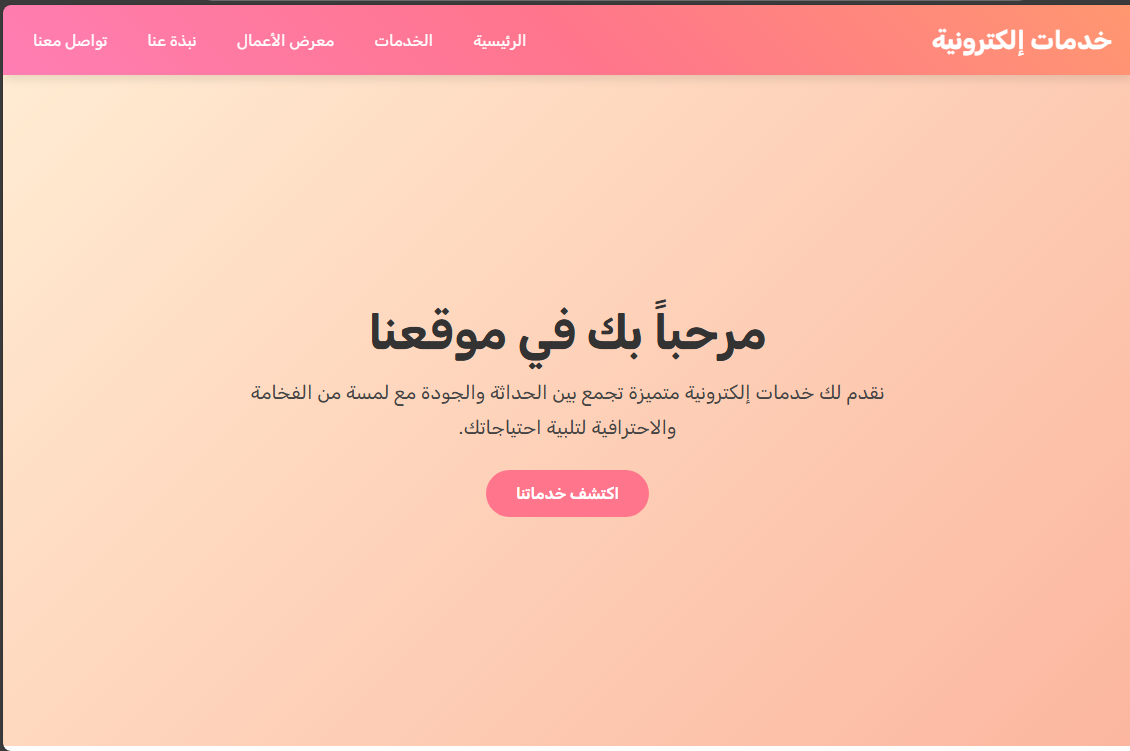 خدمات إلكترونية
الرئيسية
الخدمات
معرض الأعمال
نبذة عنا
تواصل معنا
مرحباً بك في موقعنا
نقدم لك خدمات إلكترونية متميزة تجمع بين الحداثة والجودة مع لمسة من الفخامة
والاحترافية لتلبية احتياجاتك.
اكتشف خدماتنا